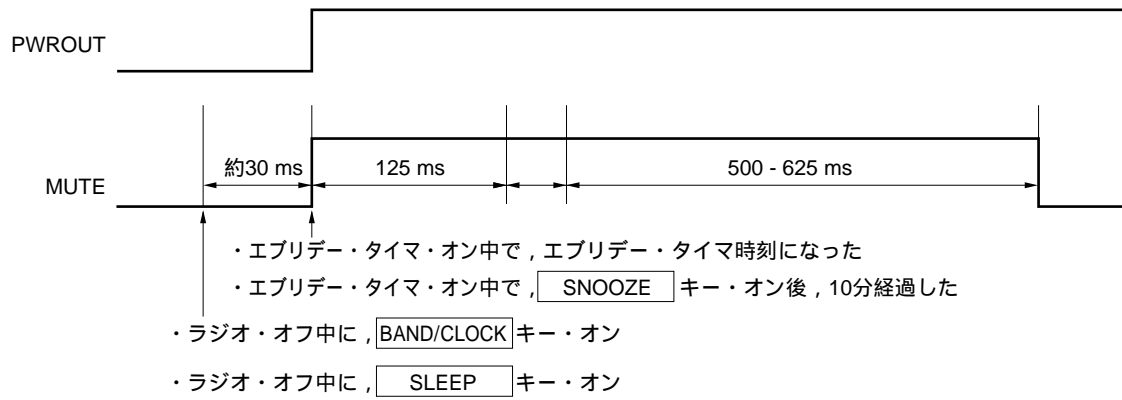 PWROUT
約30 ms
125 ms
500 - 625 ms
MUTE
・エブリデー・タイマ・オン中で，エブリデー・タイマ時刻になった
・エブリデー・タイマ・オン中で， SNOOZE キー・オン後，10分経過した
・ラジオ・オフ中に， BAND/CLOCK キー・オン
・ラジオ・オフ中に， SLEEP キー・オン